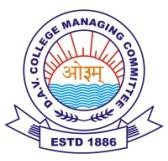 D.A.V. COLLEGE MANAGING COMMITTEE
ओ३म्
ESTD 1886